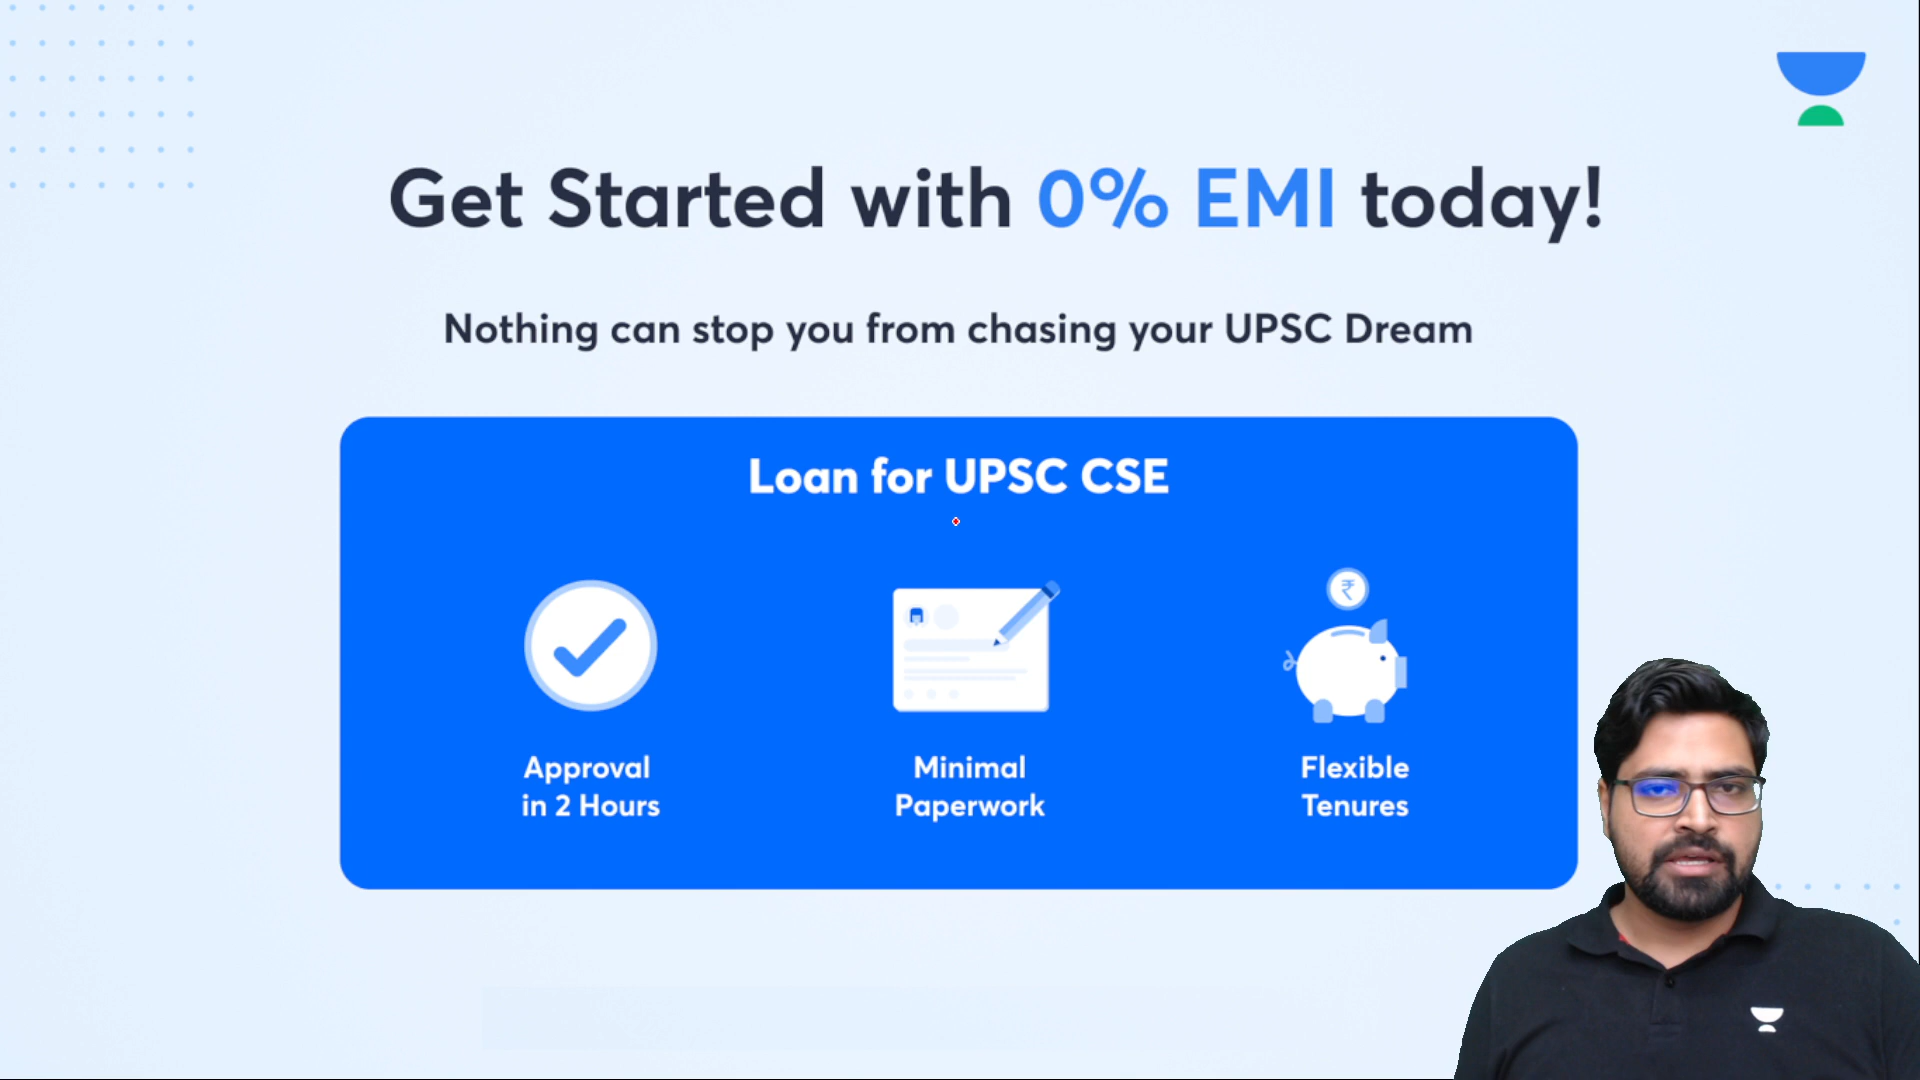 Get Started with 0% EMI today!
Nothing can stop you from chasing your UPSC Dream
Loan for UPSC CSE
Approval
in 2 Hours
Minimal
Paperwork
Flexible
Tenures
₹